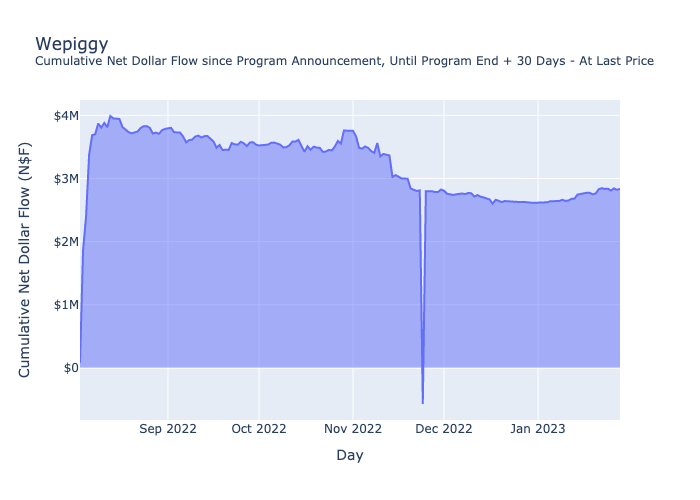 Wepiggy
Cumulative Net Dollar Flow since Program Announcement, Until Program End + 30 Days - At Last Price
Cumulative Net Dollar Flow (N$F)
$4M
$3M
$2M
$1M
$0
Sep 2022
Oct 2022
Nov 2022
Dec 2022
Jan 2023
Day